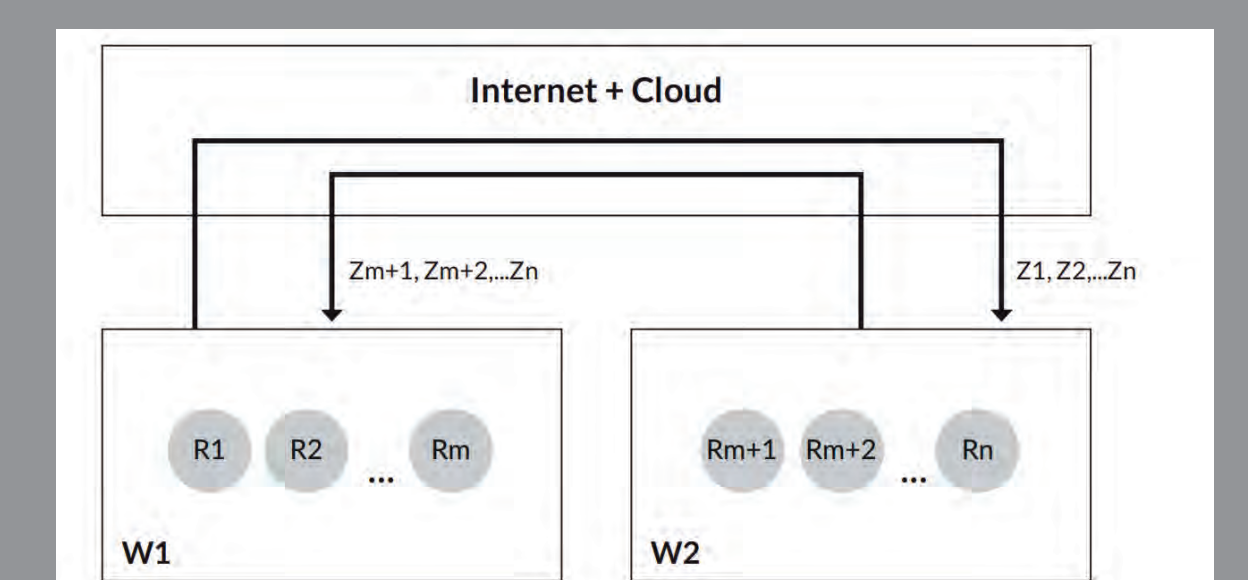 Internet + Cloud
Zm+1, Zm+2,...Zn
Z1, Z2,...Zn
R1 R2 ... Rm
Rm+1 Rm+2 ... Rn
W1
W2